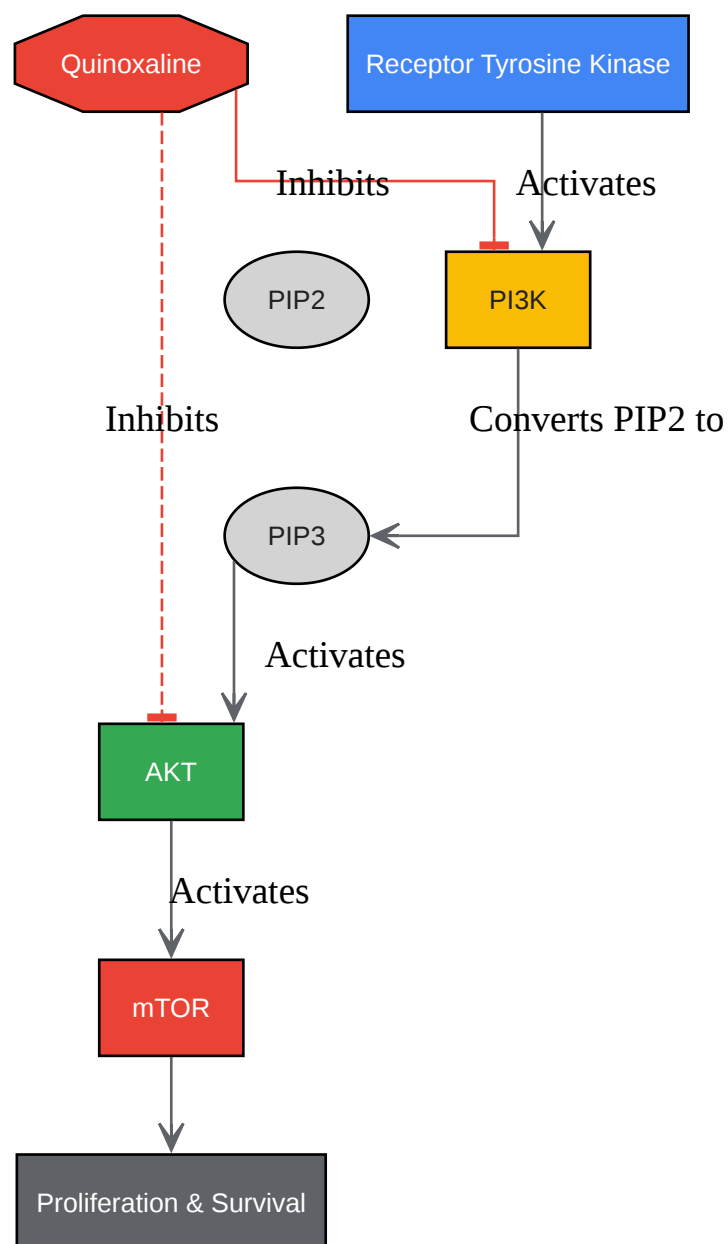 Quinoxaline
Receptor Tyrosine Kinase
Inhibits
Activates
PIP2
PI3K
Inhibits
Converts PIP2 to
PIP3
Activates
AKT
Activates
mTOR
Proliferation & Survival